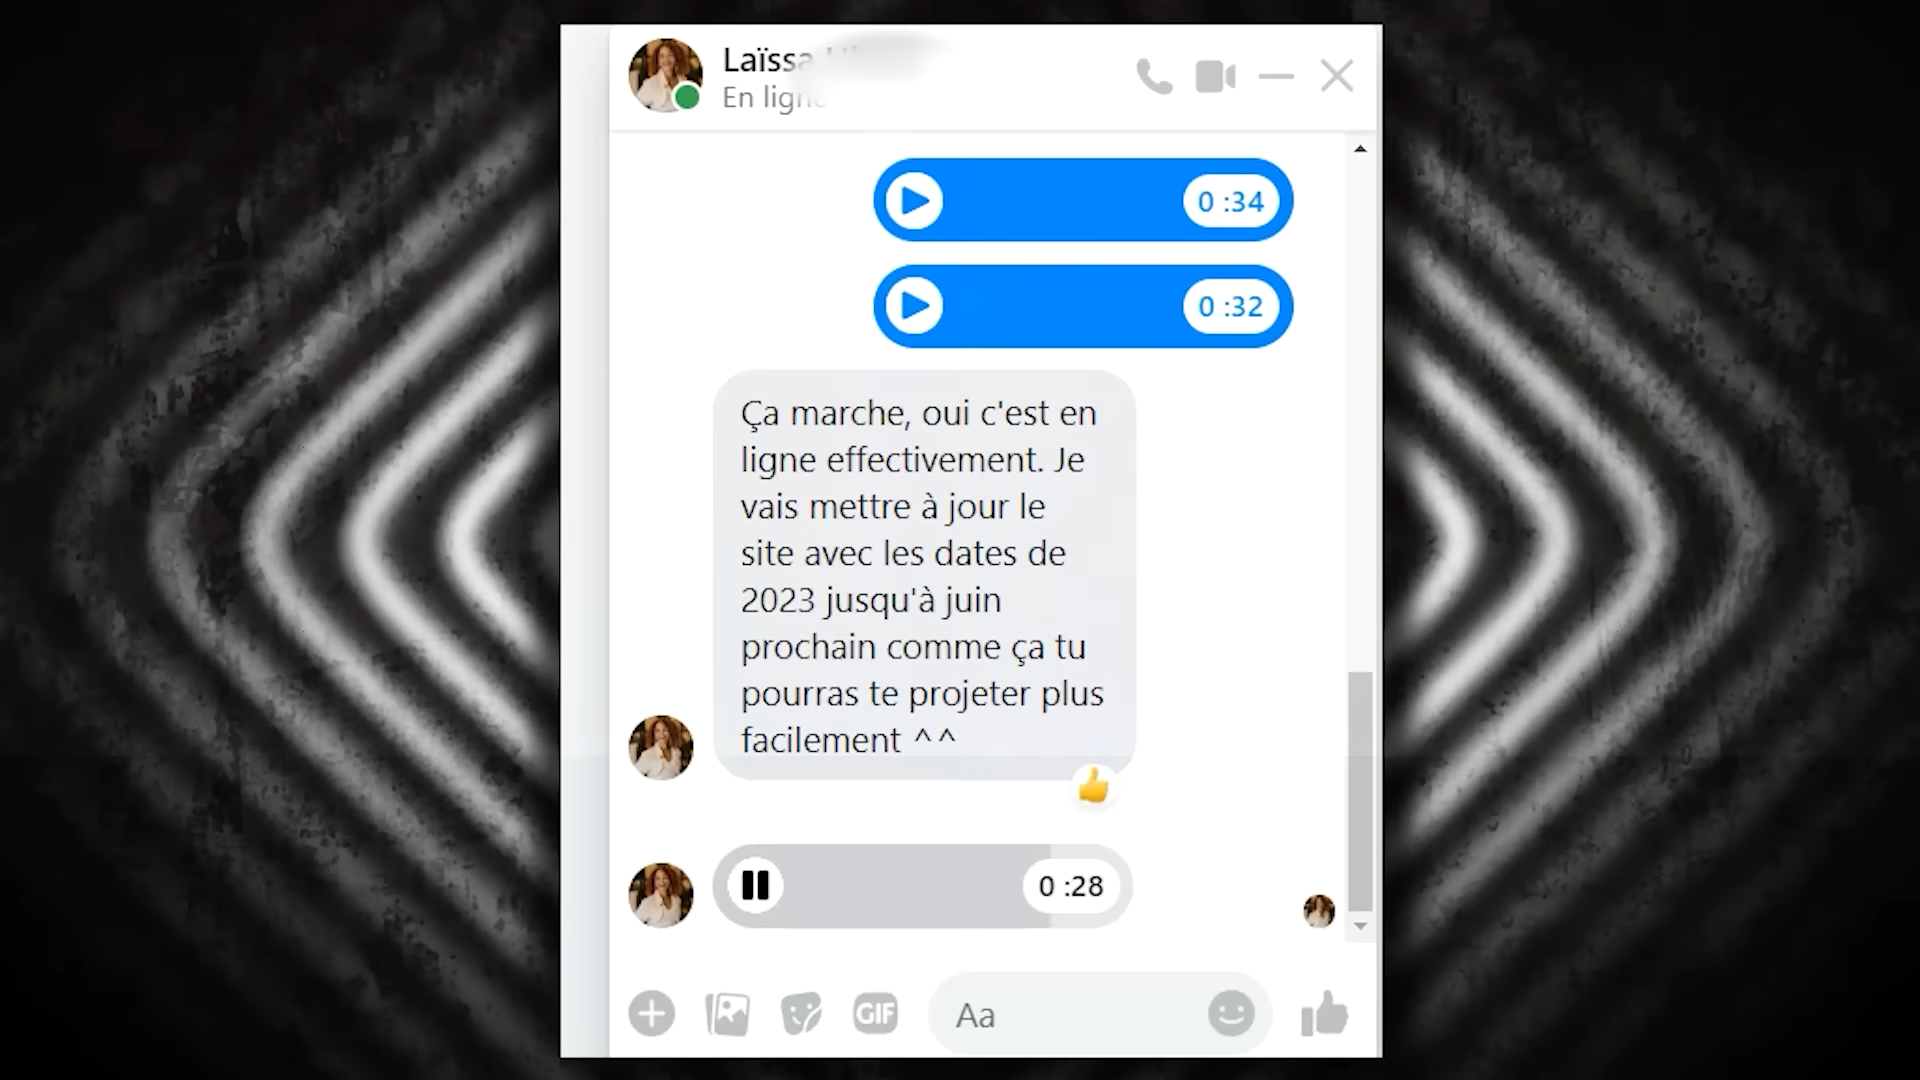 Laïssa
En ligne
0 :34
0 :32
Ça marche, oui c'est en
ligne effectivement. Je
vais mettre à jour le
site avec les dates de
2023 jusqu'à juin
prochain comme ça tu
pourras te projeter plus
facilement ^^
0 :28
GIF
Aa